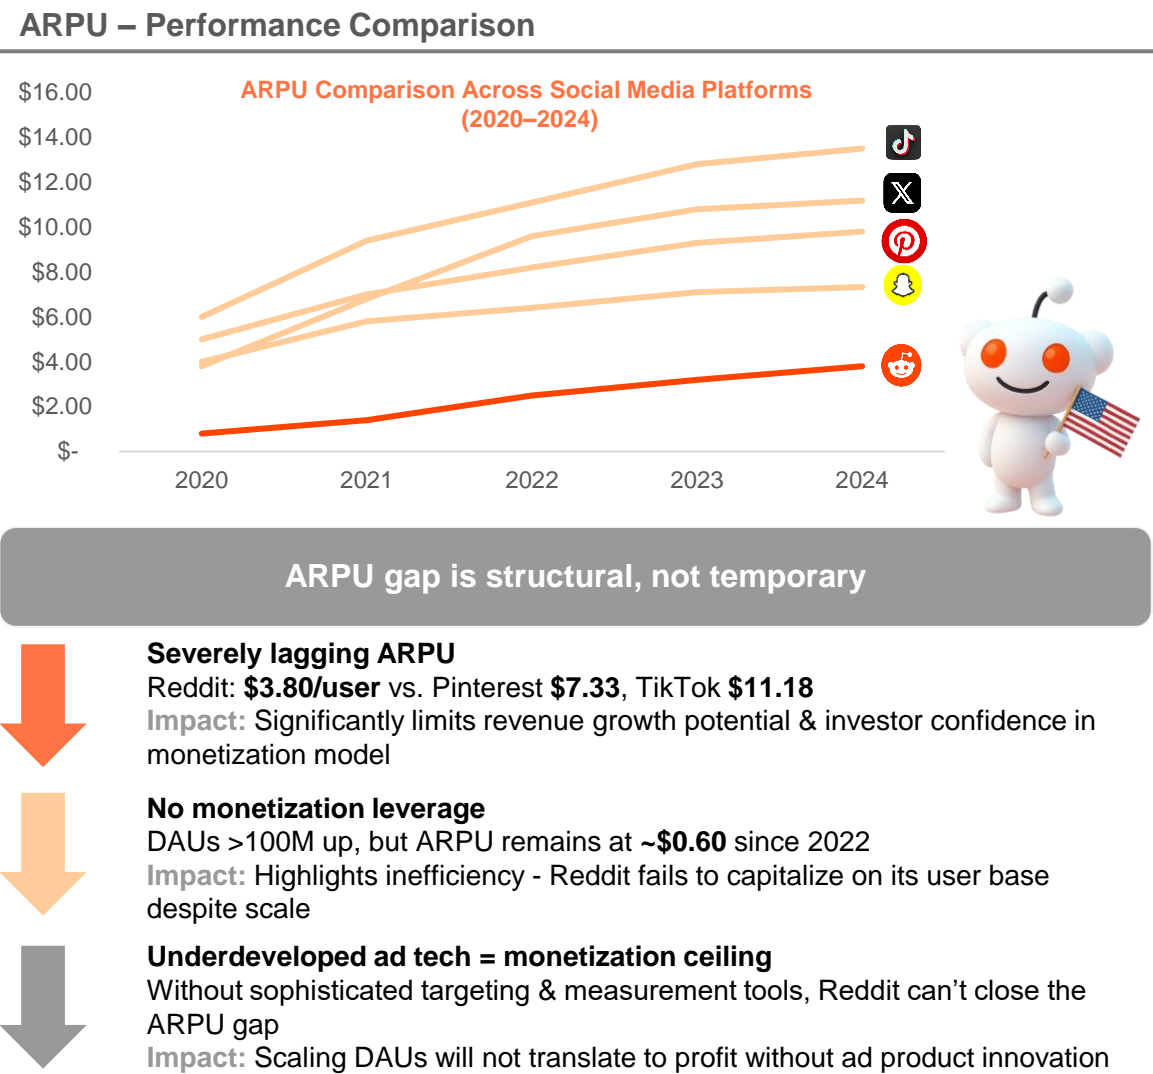 ARPU – Performance Comparison
ARPU Comparison Across Social Media Platforms
(2020–2024)
$16.00
$14.00
$12.00
$10.00
$8.00
$6.00
$4.00
$2.00
$-
2020 2021 2022 2023 2024
ARPU gap is structural, not temporary
Severely lagging ARPU
Reddit: $3.80/user vs. Pinterest $7.33, TikTok $11.18
Impact: Significantly limits revenue growth potential & investor confidence in
monetization model
No monetization leverage
DAUs >100M up, but ARPU remains at ~$0.60 since 2022
Impact: Highlights inefficiency - Reddit fails to capitalize on its user base
despite scale
Underdeveloped ad tech = monetization ceiling
Without sophisticated targeting & measurement tools, Reddit can’t close the
ARPU gap
Impact: Scaling DAUs will not translate to profit without ad product innovation